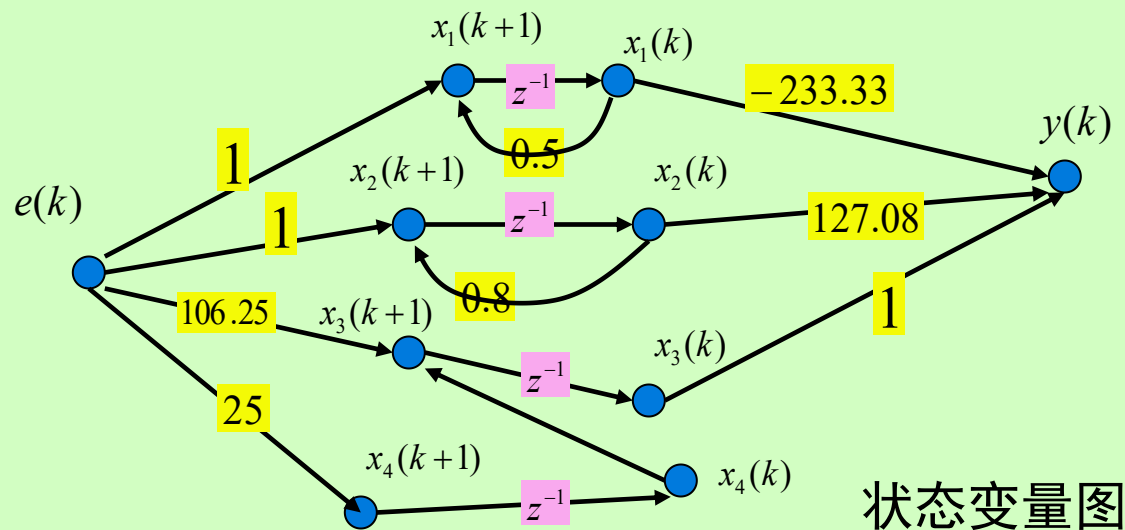 x₁(k+1)
x₁(k)
z⁻¹
−233.33
y(k)
0.5
1
x₂(k+1)
x₂(k)
e(k)
z⁻¹
1
127.08
0.8
106.25
x₃(k+1)
1
x₃(k)
z⁻¹
25
x₄(k+1)
x₄(k)
z⁻¹
状态变量图